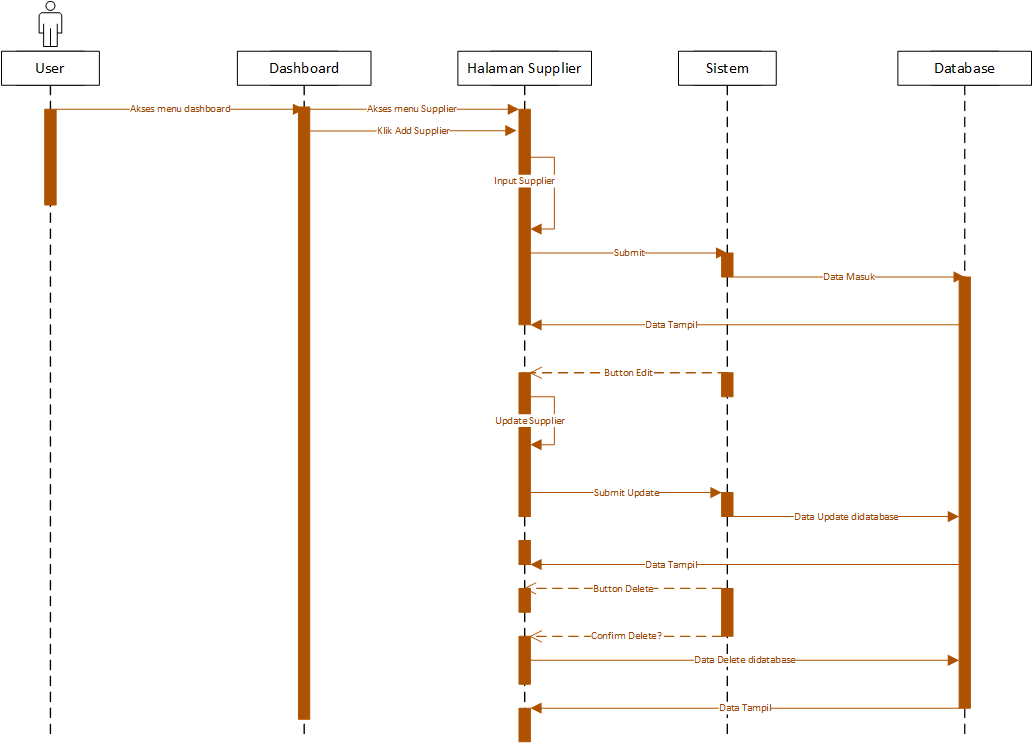 User
Dashboard
Halaman Supplier
Sistem
Database
Akses menu dashboard
Akses menu Supplier
Klik Add Supplier
Input Supplier
Submit
Data Masuk
Data Tampil
Button Edit
Update Supplier
Submit Update
Data Update didatabase
Data Tampil
Button Delete
Confirm Delete?
Data Delete didatabase
Data Tampil